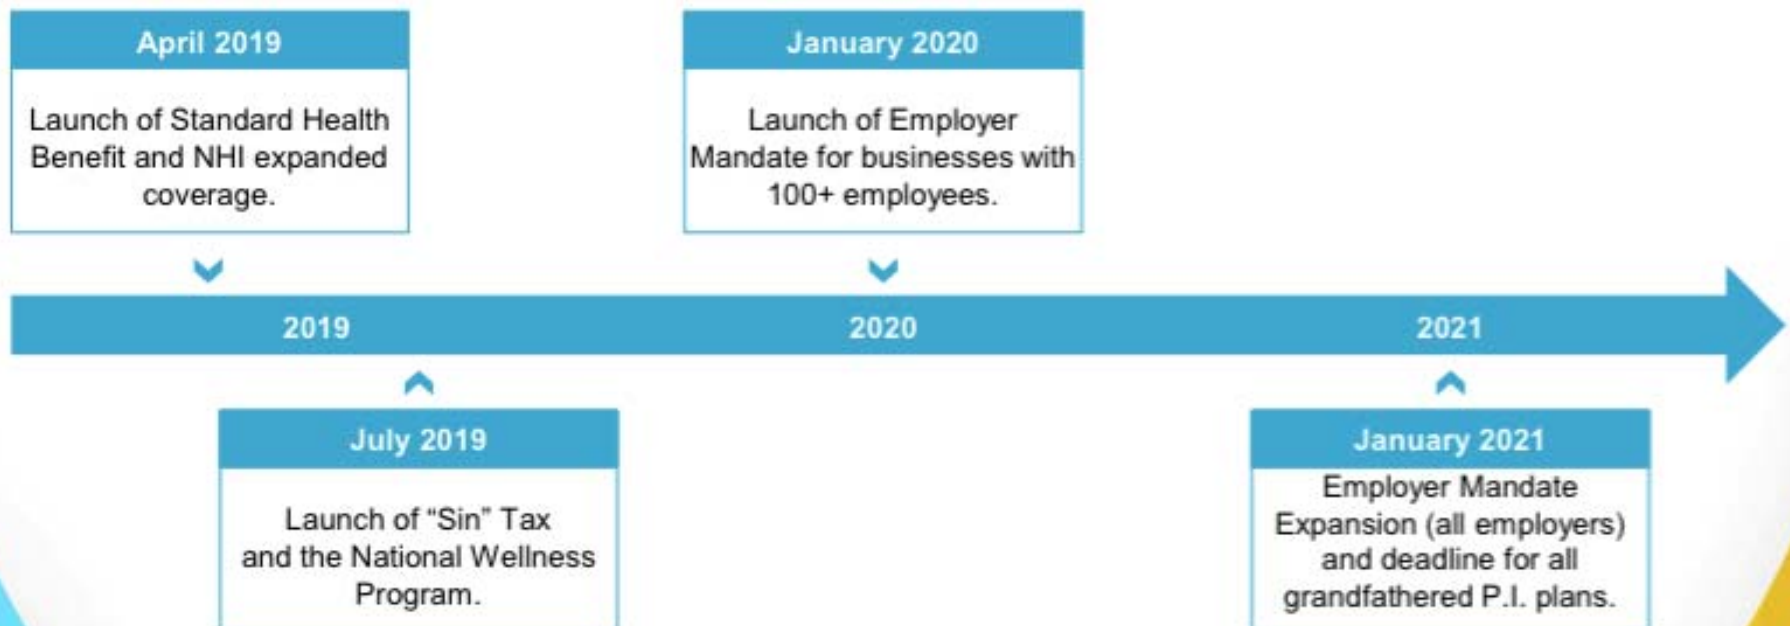 April 2019
Launch of Standard Health
Benefit and NHI expanded
coverage.
January 2020
Launch of Employer
Mandate for businesses with
100+ employees.
2019
2020
2021
July 2019
Launch of “Sin” Tax
and the National Wellness
Program.
January 2021
Employer Mandate
Expansion (all employers)
and deadline for all
grandfathered P.I. plans.